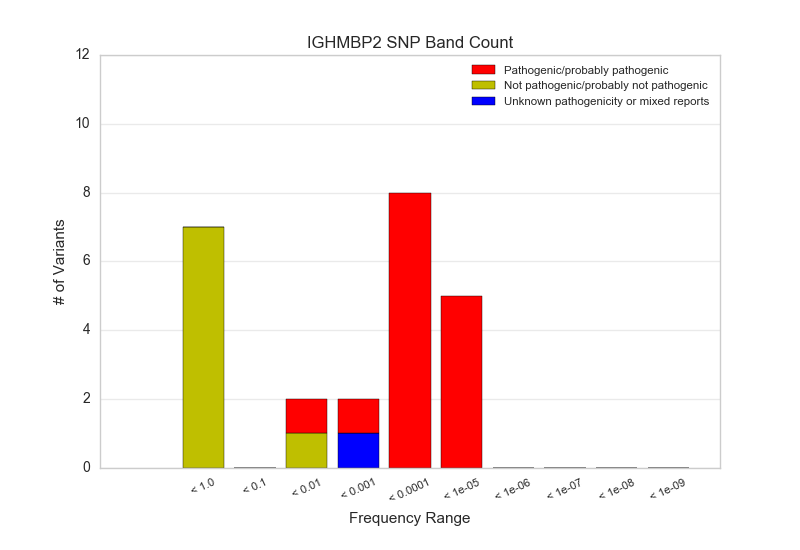 IGHMBP2 SNP Band Count
12
10
8
6
4
2
0
# of Variants
Pathogenic/probably pathogenic
Not pathogenic/probably not pathogenic
Unknown pathogenicity or mixed reports
< 1.0
< 0.1
< 0.01
< 0.001
< 0.0001
< 1e-05
< 1e-06
< 1e-07
< 1e-08
< 1e-09
Frequency Range